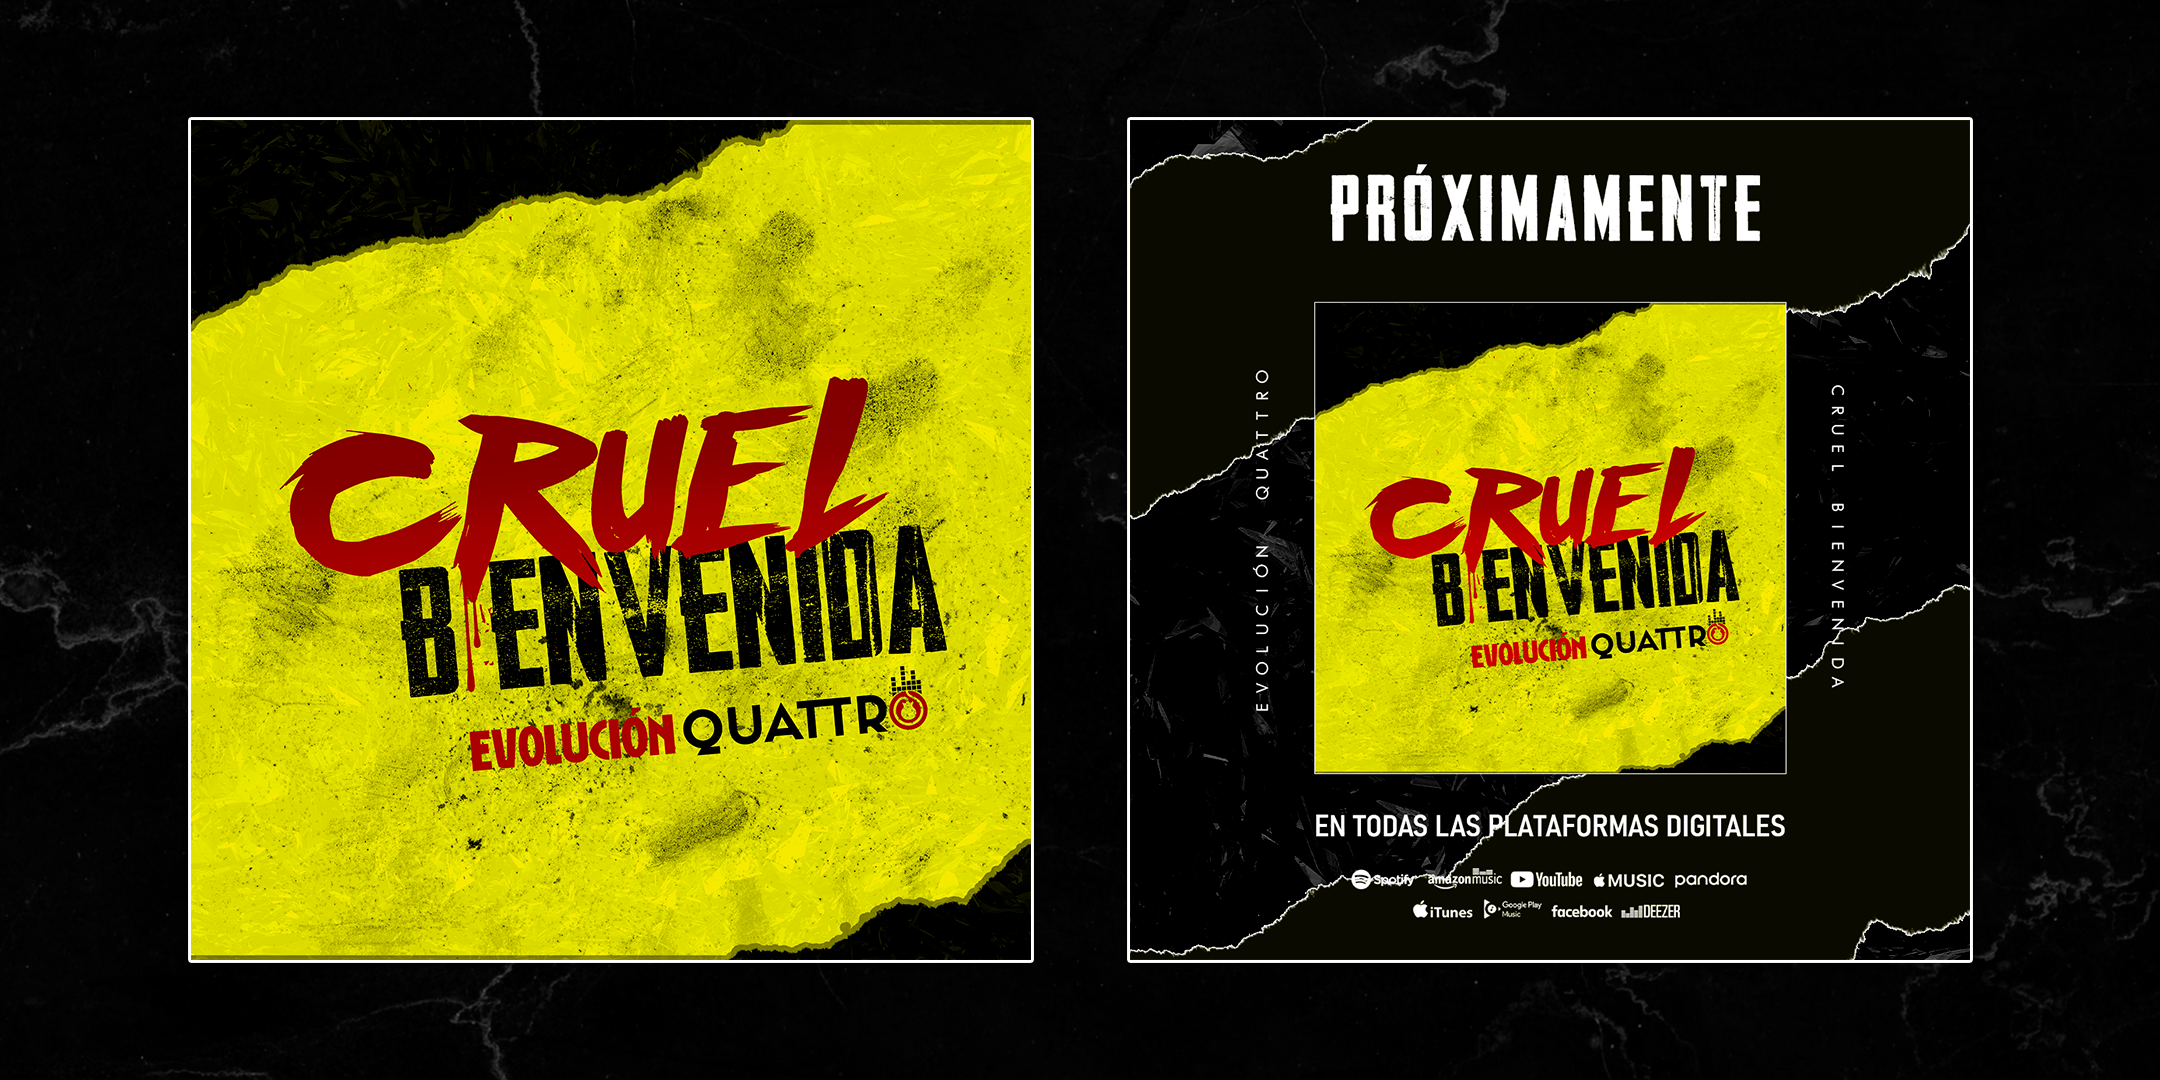 CRUEL
BIENVENIDA
EVOLUCIÓN QUATTRO
PRÓXIMAMENTE
EVOLUCIÓN QUATTRO
CRUEL
BIENVENIDA
EVOLUCIÓN QUATTRO
CRUEL BIENVENIDA
EN TODAS LAS PLATAFORMAS DIGITALES
Spotify amazon music YouTube MUSIC pandora
iTunes Google Play Music facebook DEEZER